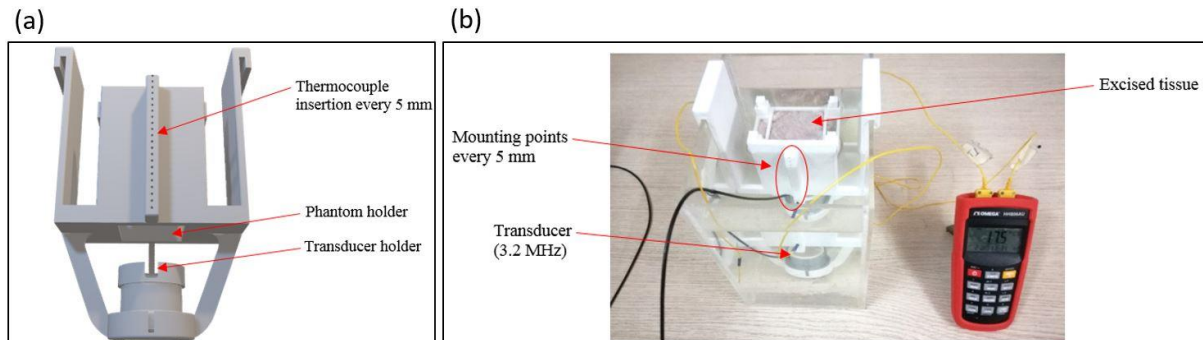 (a)
Thermocouple
insertion every 5 mm
Phantom holder
Transducer holder
(b)
Excised tissue
Mounting points
every 5 mm
Transducer
(3.2 MHz)
OMEGA
17.5